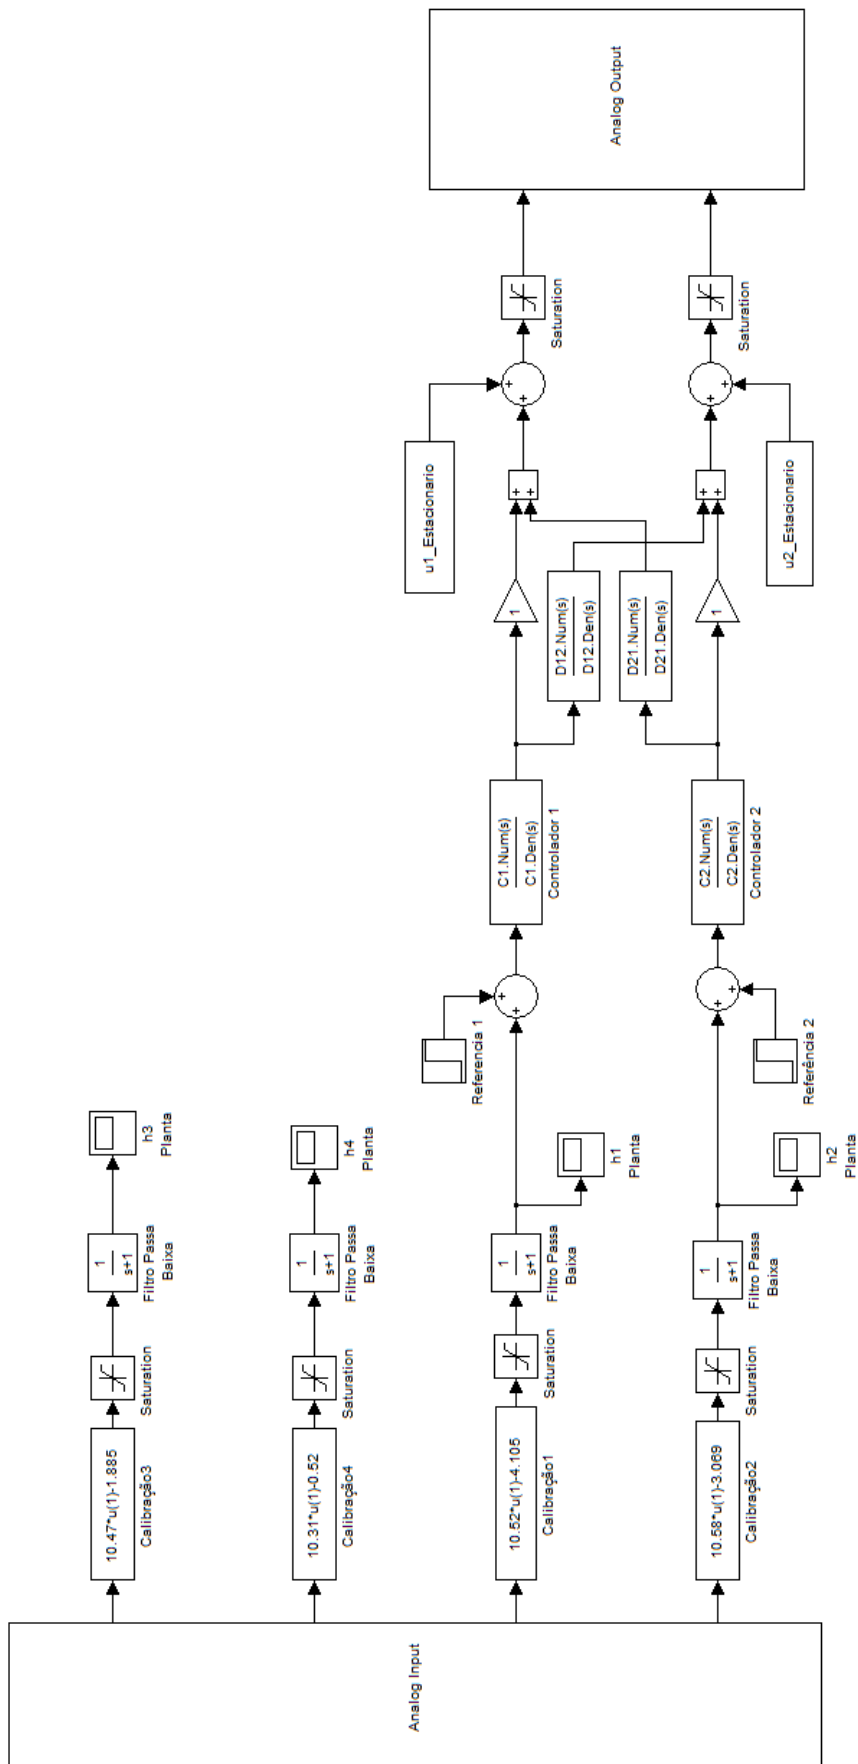 Analog Input
10.47*u(1)-1.885
Calibração3
Saturation
1
s+1
Filtro Passa
Baixa
h3
Planta
10.31*u(1)-0.52
Calibração4
Saturation
1
s+1
Filtro Passa
Baixa
h4
Planta
10.52*u(1)-4.105
Calibração1
Saturation
1
s+1
Filtro Passa
Baixa
h1
Planta
Referencia 1
+
+
C1.Num(s)
C1.Den(s)
Controlador 1
1
D12.Num(s)
D12.Den(s)
+
+
u1_Estacionario
+
+
Saturation
10.58*u(1)-3.069
Calibração2
Saturation
1
s+1
Filtro Passa
Baixa
h2
Planta
Referência 2
+
+
C2.Num(s)
C2.Den(s)
Controlador 2
D21.Num(s)
D21.Den(s)
1
+
+
u2_Estacionario
+
+
Saturation
Analog Output